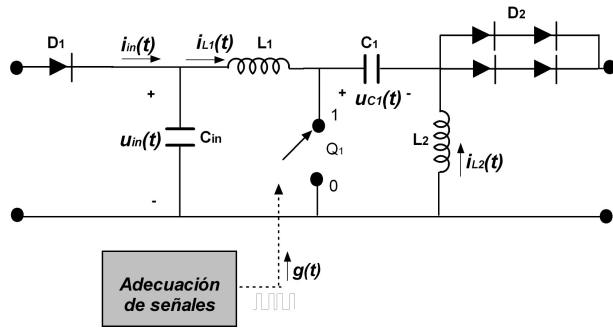 D1
iin(t)
iL1(t)
L1
C1
D2
+
uin(t)
Cin
-
+ uC1(t) -
1
Q1
0
L2
iL2(t)
g(t)
Adecuación
de señales